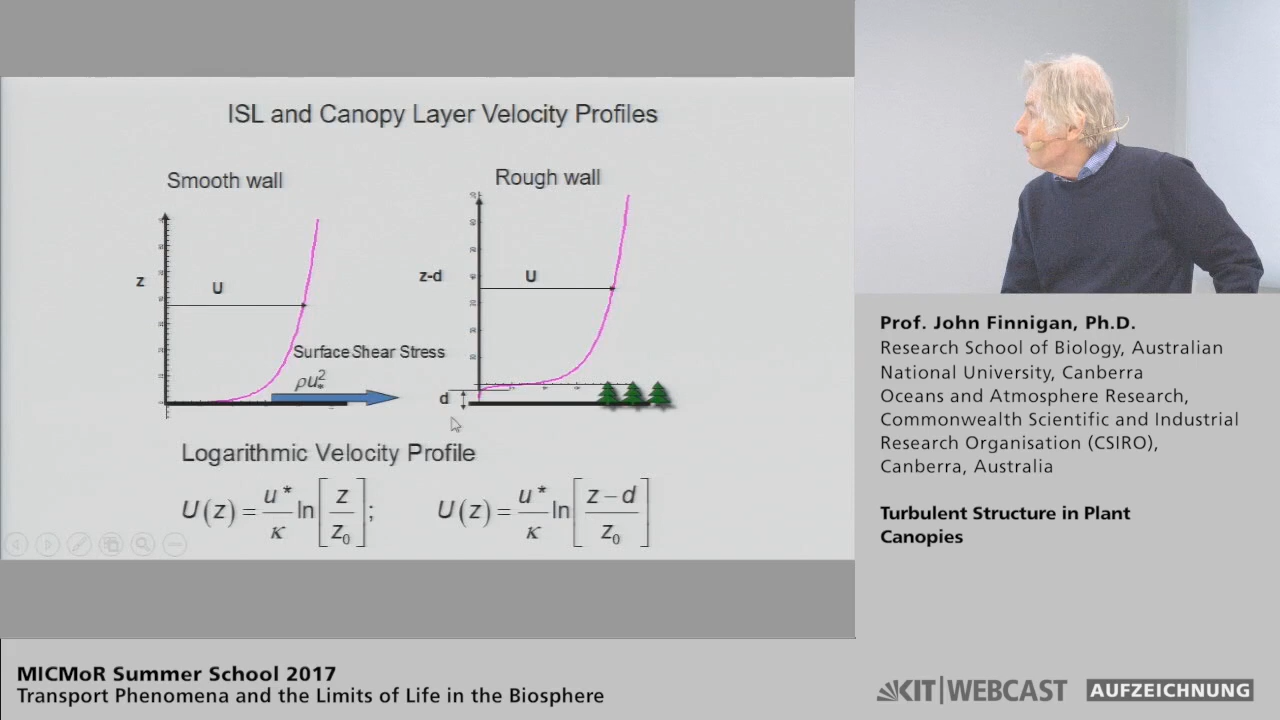 ISL and Canopy Layer Velocity Profiles
Smooth wall
Rough wall
z
U
z-d
U
Surface Shear Stress
ρu*²
d
Logarithmic Velocity Profile
U(z) = u*/κ ln[z/z₀];
U(z) = u*/κ ln[z − d/z₀]
Prof. John Finnigan, Ph.D.
Research School of Biology, Australian
National University, Canberra
Oceans and Atmosphere Research,
Commonwealth Scientific and Industrial
Research Organisation (CSIRO),
Canberra, Australia
Turbulent Structure in Plant
Canopies
MICMoR Summer School 2017
Transport Phenomena and the Limits of Life in the Biosphere
KIT|WEBCAST
AUFZEICHNUNG